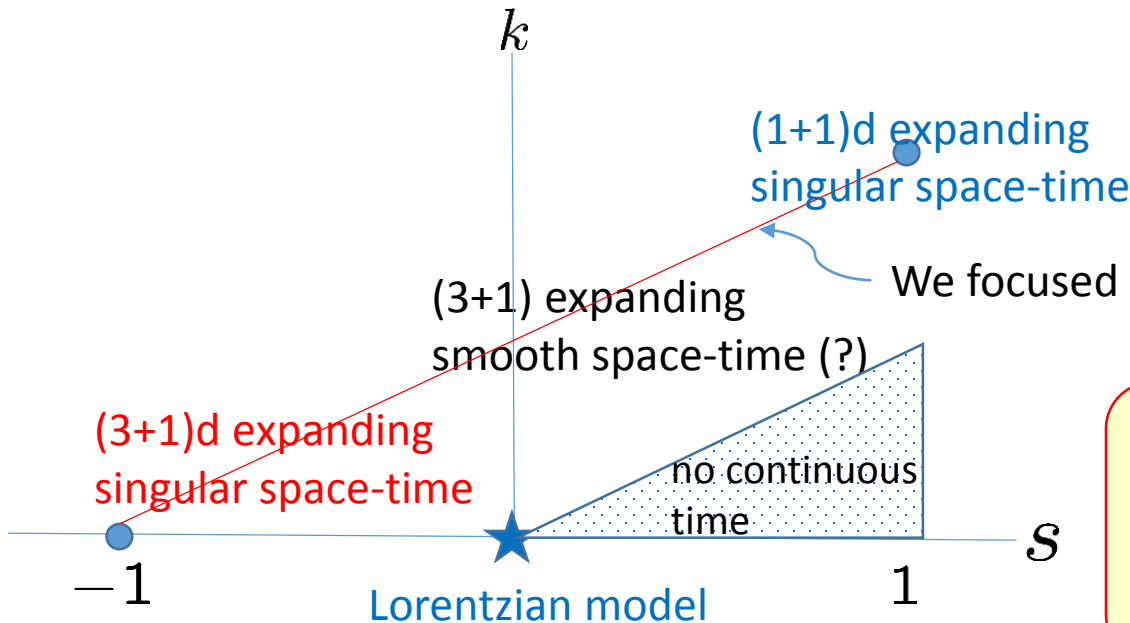 k
(1+1)d expanding
singular space-time
We focused
(3+1) expanding
smooth space-time (?)
(3+1)d expanding
singular space-time
no continuous
time
s
−1
1
Lorentzian model